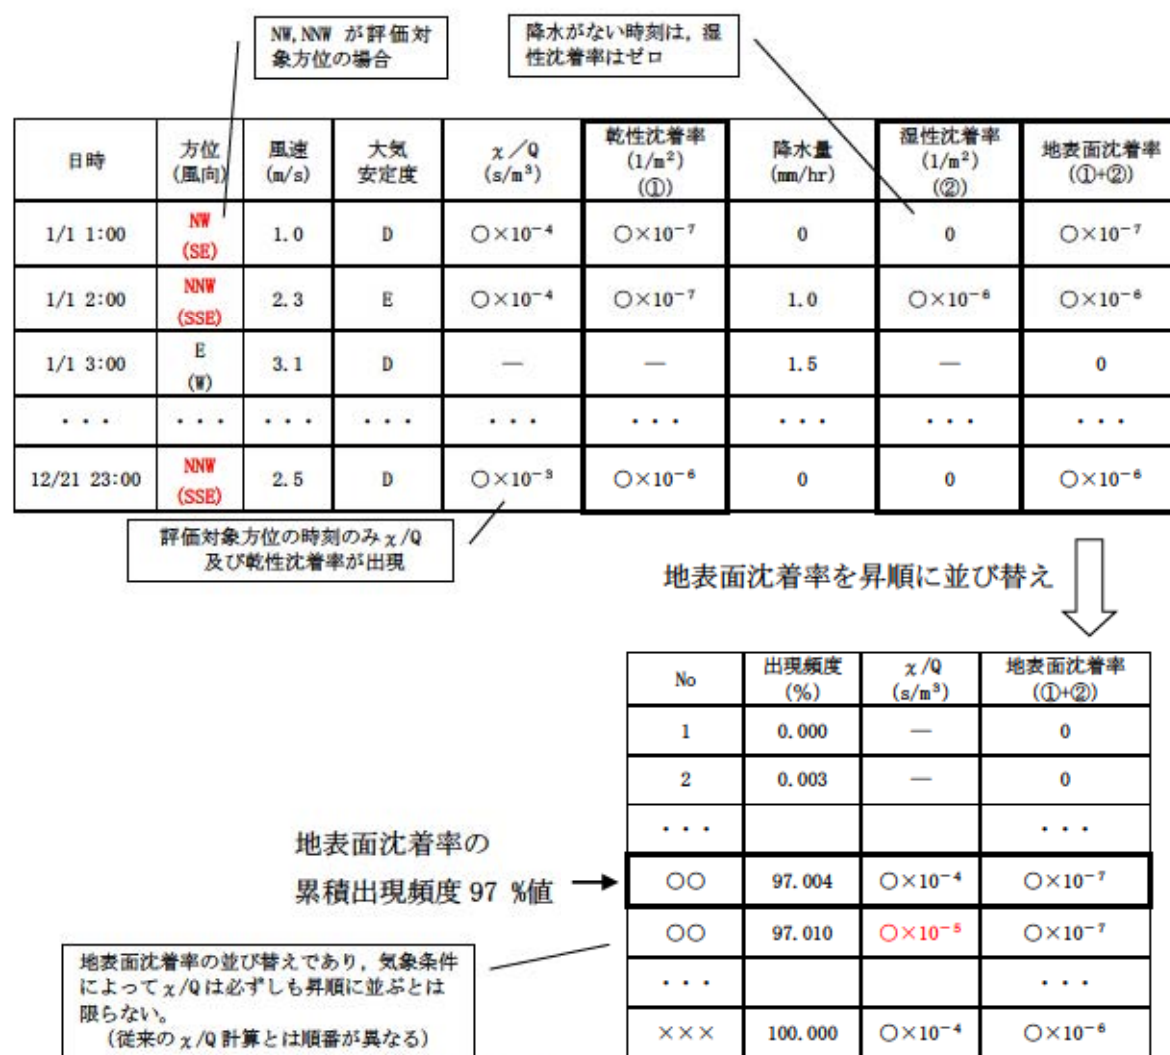 NW,NNW が評価対
象方位の場合
降水がない時刻は，湿
性沈着率はゼロ
日時 方位 (風向) 風速 (m/s) 大気 安定度 χ／Q (s/m³) 乾性沈着率 (1/m²) (①) 降水量 (mm/hr) 湿性沈着率 (1/m²) (②) 地表面沈着率 (①+②)
1/1 1:00 NW (SE) 1.0 D ○×10⁻⁴ ○×10⁻⁷ 0 0 ○×10⁻⁷
1/1 2:00 NNW (SSE) 2.3 E ○×10⁻⁴ ○×10⁻⁷ 1.0 ○×10⁻⁶ ○×10⁻⁶
1/1 3:00 E (W) 3.1 D — — 1.5 — 0
・・・ ・・・ ・・・ ・・・ ・・・ ・・・ ・・・ ・・・ ・・・
12/21 23:00 NNW (SSE) 2.5 D ○×10⁻³ ○×10⁻⁶ 0 0 ○×10⁻⁶
評価対象方位の時刻のみχ/Q
及び乾性沈着率が出現
地表面沈着率を昇順に並び替え
No 出現頻度 (%) χ/Q (s/m³) 地表面沈着率 (①+②)
1 0.000 — 0
2 0.003 — 0
・・・ ・・・
○○ 97.004 ○×10⁻⁴ ○×10⁻⁷
○○ 97.010 ○×10⁻⁵ ○×10⁻⁷
・・・ ・・・
××× 100.000 ○×10⁻⁴ ○×10⁻⁶
地表面沈着率の
累積出現頻度 97 %値
地表面沈着率の並び替えであり，気象条件
によってχ/Qは必ずしも昇順に並ぶとは
限らない。
（従来のχ/Q計算とは順番が異なる）